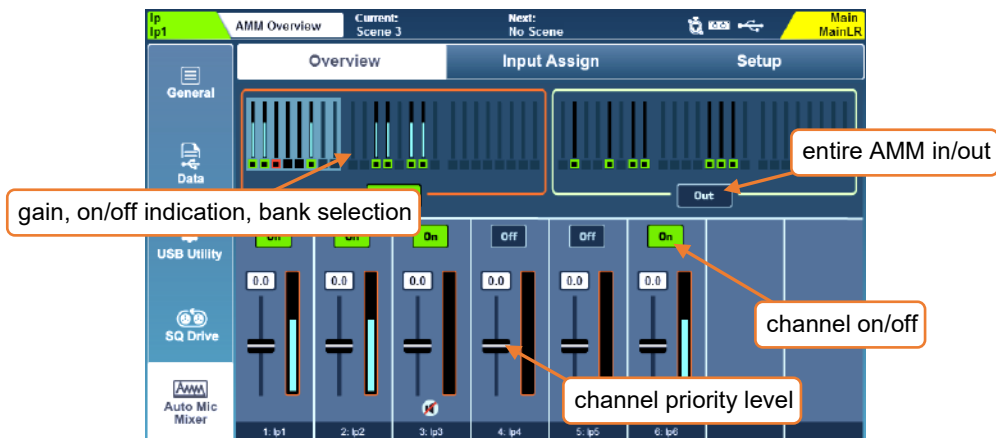 Ip
Ip1
AMM Overview
Current:
Scene 3
Next:
No Scene
Main
MainLR
General
Data
USB Utility
SQ Drive
Auto Mic
Mixer
Overview
Input Assign
Setup
entire AMM in/out
Out
gain, on/off indication, bank selection
On
On
On
Off
Off
On
0.0
0.0
0.0
0.0
0.0
0.0
channel on/off
channel priority level
1: Ip1
2: Ip2
3: Ip3
4: Ip4
5: Ip5
6: Ip6